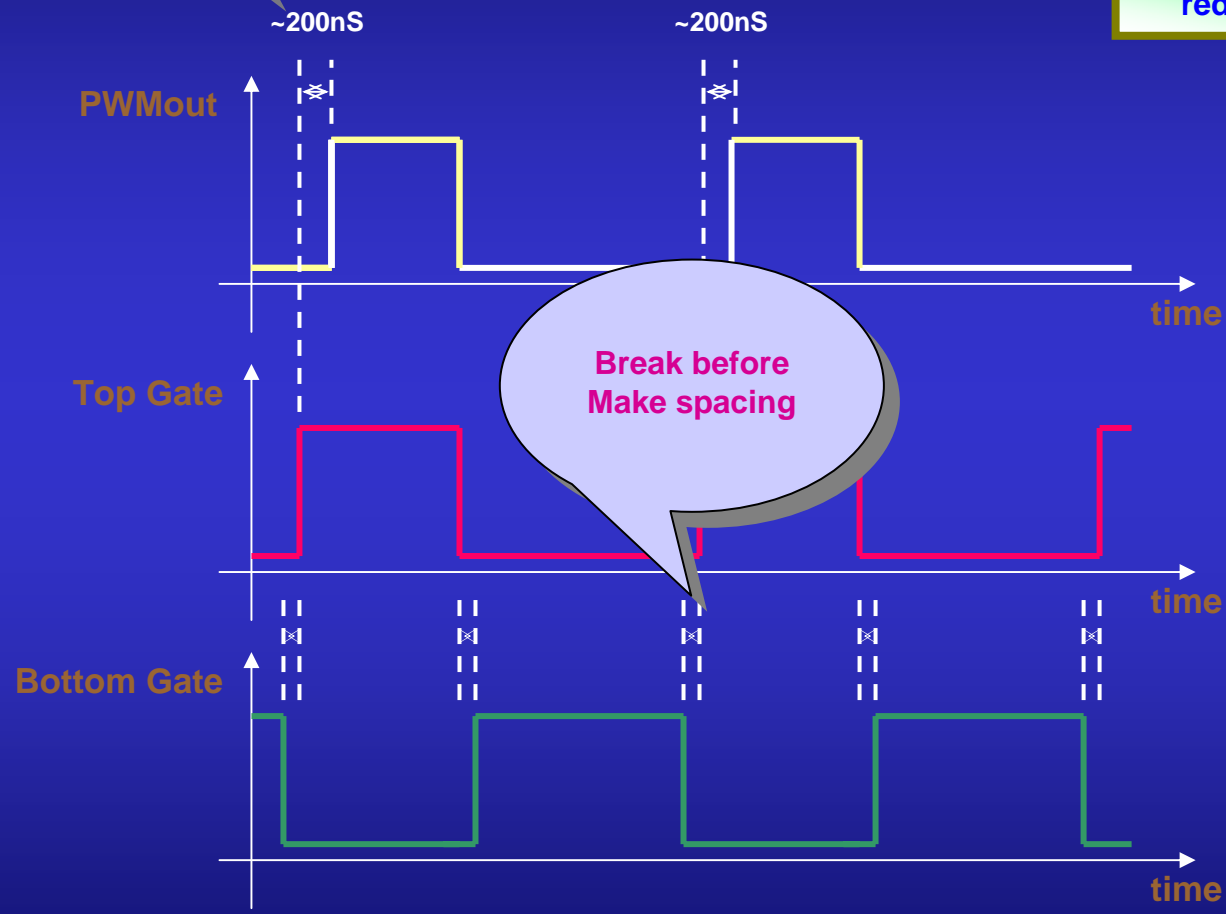 ~200nS
~200nS
PWMout
time
Break before
Make spacing
Top Gate
time
Bottom Gate
time